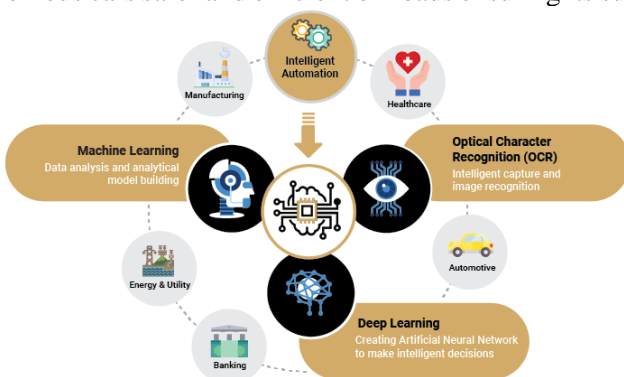 Intelligent
Automation
Manufacturing
Healthcare
Machine Learning
Data analysis and analytical
model building
Optical Character
Recognition (OCR)
Intelligent capture and
image recognition
Automotive
Energy & Utility
Deep Learning
Creating Artificial Neural Network
to make intelligent decisions
Banking